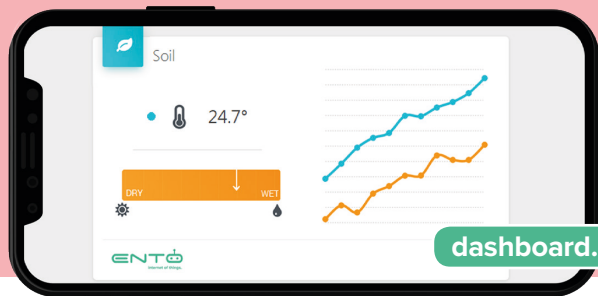 Soil
24.7°
DRY
WET
ENTO
internet of things.
dashboard.